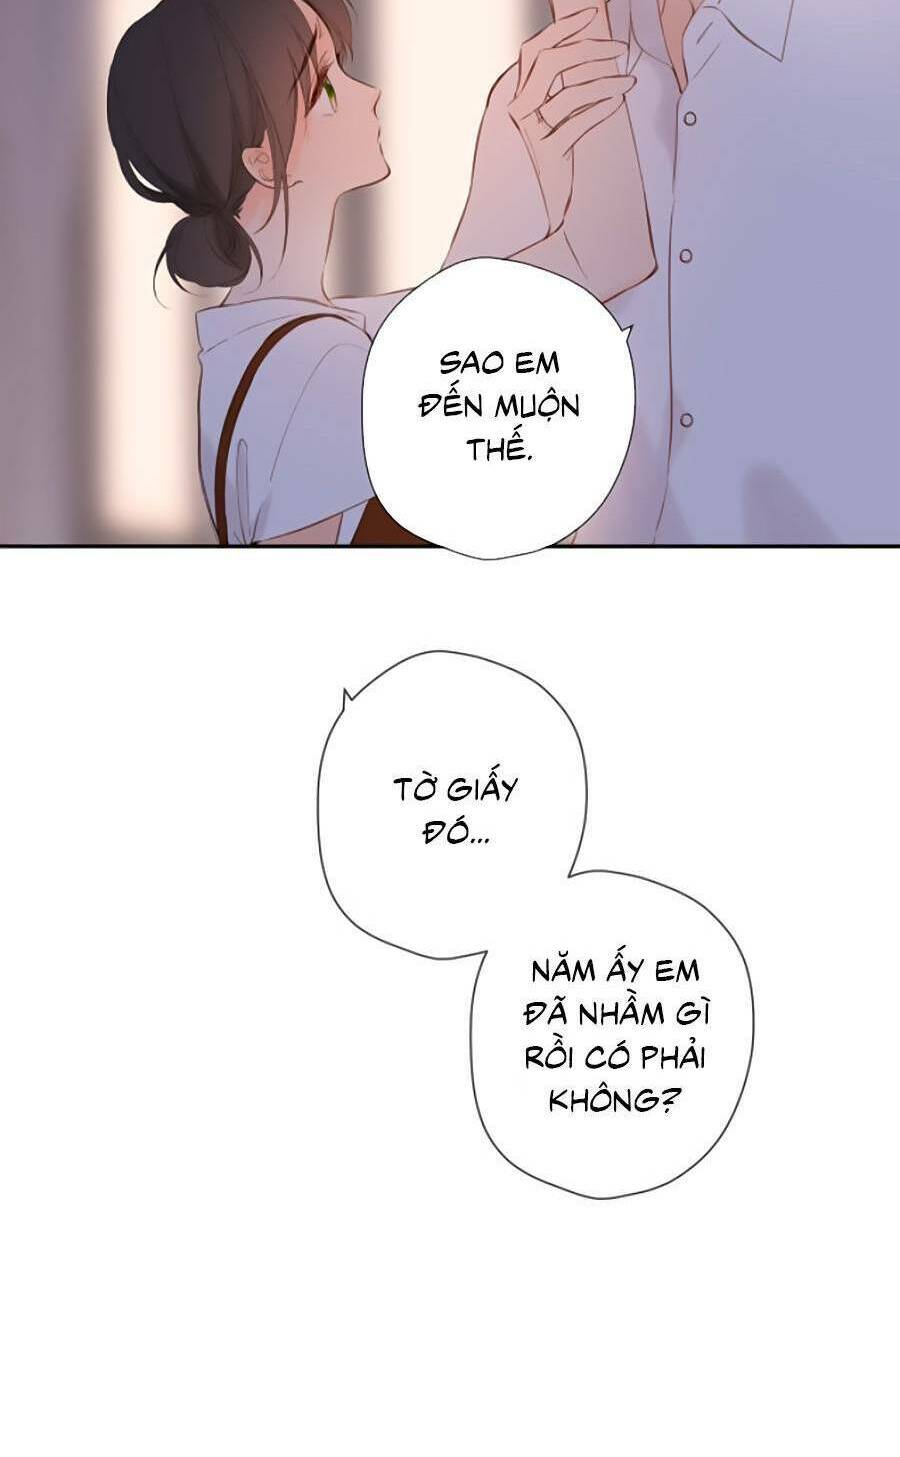 SAO EM
ĐẾN MUỘN
THẾ.
TỜ GIẤY
ĐÓ...
NĂM ẤY EM
ĐÃ NHẦM GÌ
RỒI CÓ PHẢI
KHÔNG?